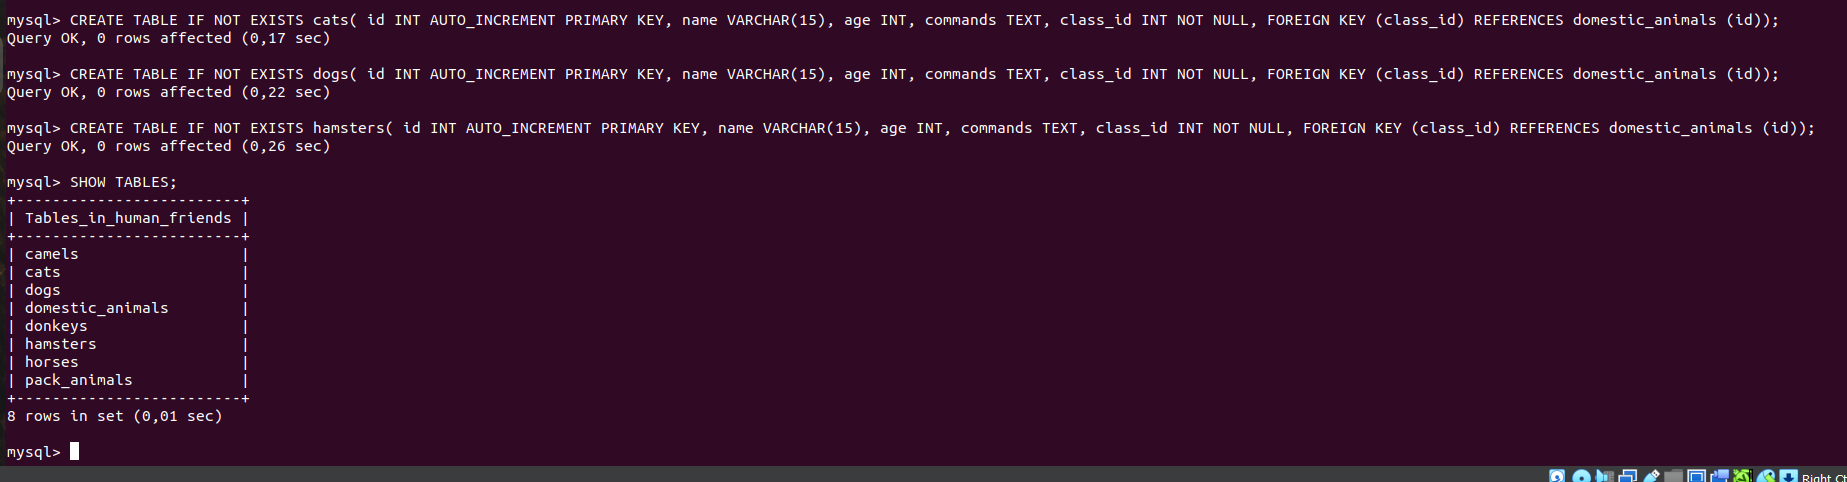 mysql> CREATE TABLE IF NOT EXISTS cats( id INT AUTO_INCREMENT PRIMARY KEY, name VARCHAR(15), age INT, commands TEXT, class_id INT NOT NULL, FOREIGN KEY (class_id) REFERENCES domestic_animals (id));
Query OK, 0 rows affected (0,17 sec)

mysql> CREATE TABLE IF NOT EXISTS dogs( id INT AUTO_INCREMENT PRIMARY KEY, name VARCHAR(15), age INT, commands TEXT, class_id INT NOT NULL, FOREIGN KEY (class_id) REFERENCES domestic_animals (id));
Query OK, 0 rows affected (0,22 sec)

mysql> CREATE TABLE IF NOT EXISTS hamsters( id INT AUTO_INCREMENT PRIMARY KEY, name VARCHAR(15), age INT, commands TEXT, class_id INT NOT NULL, FOREIGN KEY (class_id) REFERENCES domestic_animals (id));
Query OK, 0 rows affected (0,26 sec)

mysql> SHOW TABLES;
+-------------------------+
| Tables_in_human_friends |
+-------------------------+
| camels                  |
| cats                    |
| dogs                    |
| domestic_animals        |
| donkeys                 |
| hamsters                |
| horses                  |
| pack_animals            |
+-------------------------+
8 rows in set (0,01 sec)

mysql>
Right